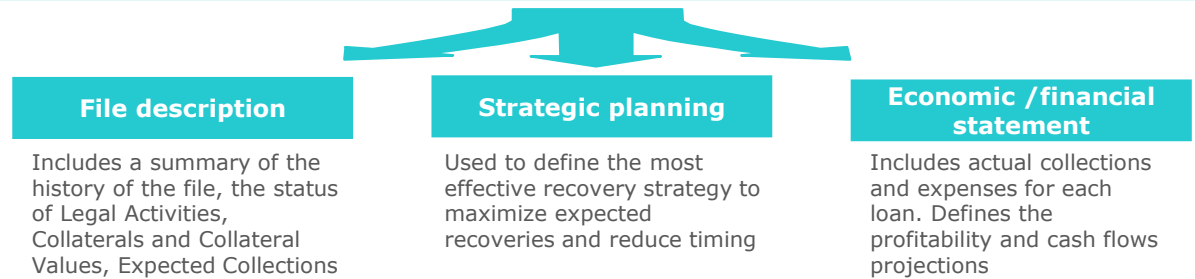 File description
Includes a summary of the
history of the file, the status
of Legal Activities,
Collaterals and Collateral
Values, Expected Collections
Strategic planning
Used to define the most
effective recovery strategy to
maximize expected
recoveries and reduce timing
Economic /financial
statement
Includes actual collections
and expenses for each
loan. Defines the
profitability and cash flows
projections